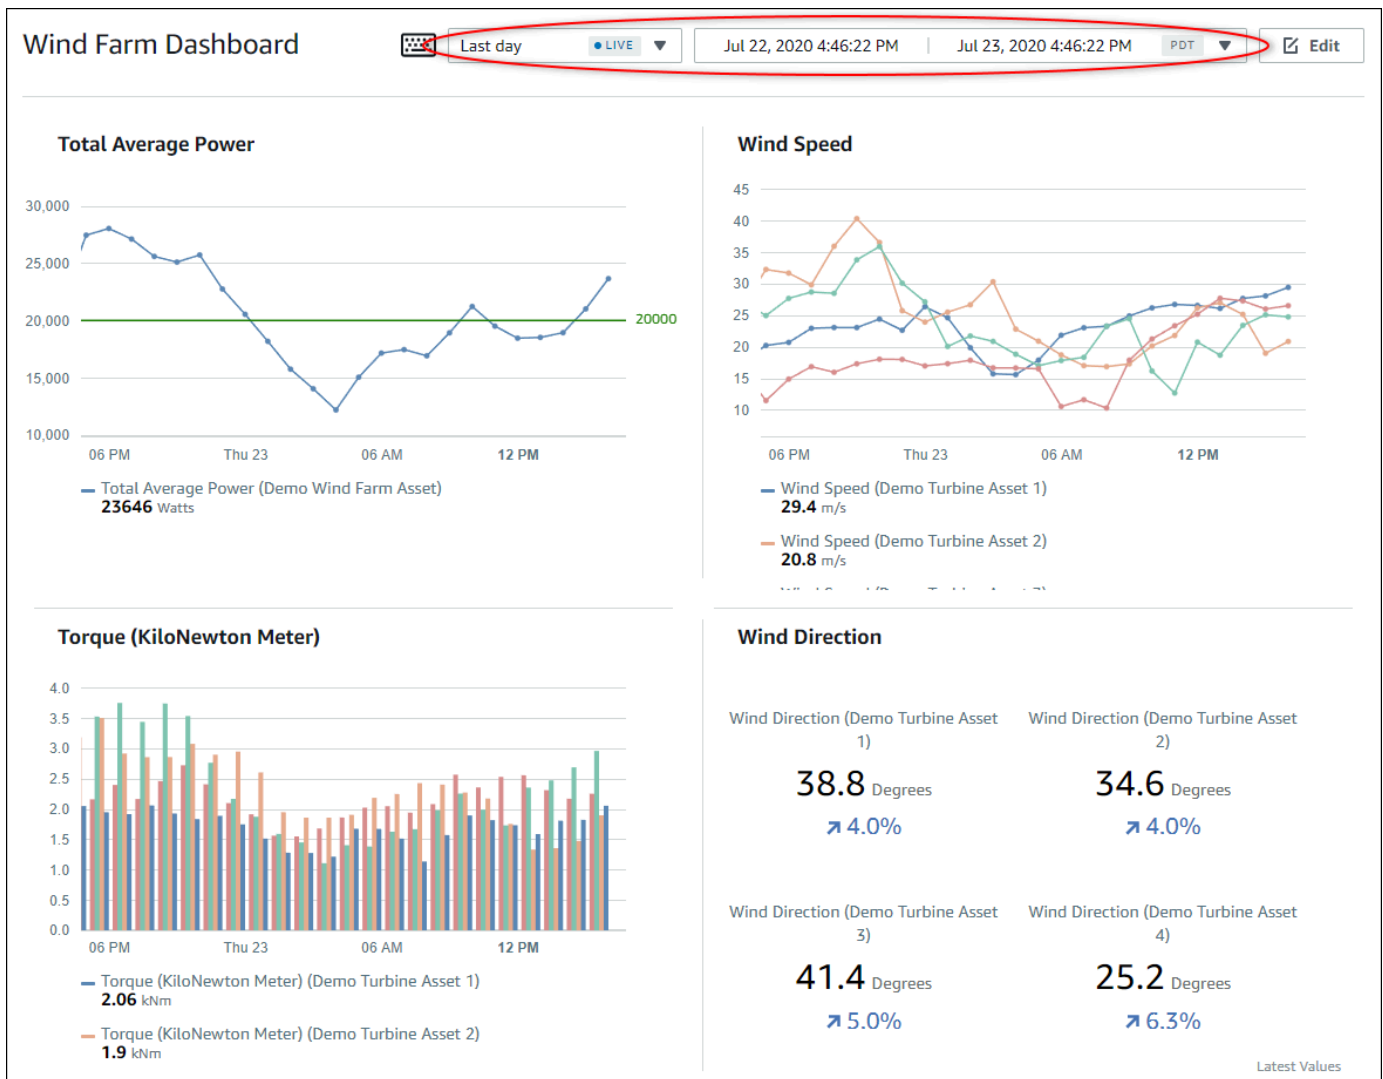 Wind Farm Dashboard
Last day
LIVE
Jul 22, 2020 4:46:22 PM
Jul 23, 2020 4:46:22 PM
PDT
Edit
Total Average Power
30,000
25,000
20,000
15,000
10,000
20000
06 PM
Thu 23
06 AM
12 PM
Total Average Power (Demo Wind Farm Asset)
23646 Watts
Wind Speed
45
40
35
30
25
20
15
10
06 PM
Thu 23
06 AM
12 PM
Wind Speed (Demo Turbine Asset 1)
29.4 m/s
Wind Speed (Demo Turbine Asset 2)
20.8 m/s
Torque (KiloNewton Meter)
4.0
3.5
3.0
2.5
2.0
1.5
1.0
0.5
0.0
06 PM
Thu 23
06 AM
12 PM
Torque (KiloNewton Meter) (Demo Turbine Asset 1)
2.06 kNm
Torque (KiloNewton Meter) (Demo Turbine Asset 2)
1.9 kNm
Wind Direction
Wind Direction (Demo Turbine Asset
1)
38.8 Degrees
4.0%
Wind Direction (Demo Turbine Asset
2)
34.6 Degrees
4.0%
Wind Direction (Demo Turbine Asset
3)
41.4 Degrees
5.0%
Wind Direction (Demo Turbine Asset
4)
25.2 Degrees
6.3%
Latest Values